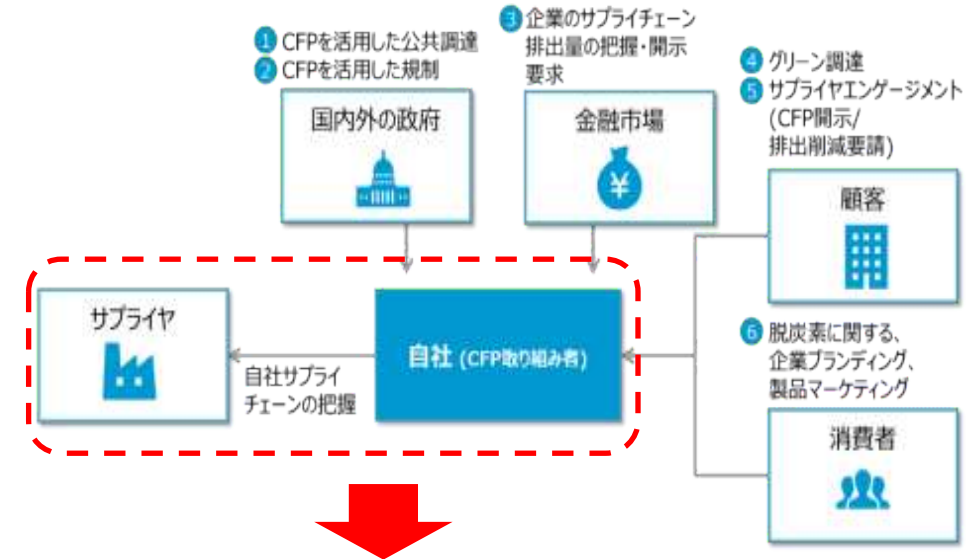 ① CFPを活用した公共調達
② CFPを活用した規制
国内外の政府
③ 企業のサプライチェーン
排出量の把握・開示
要求
金融市場
¥
④ グリーン調達
⑤ サプライヤエンゲージメント
(CFP開示/
排出削減要請)
顧客
サプライヤ
自社サプライ
チェーンの把握
自社 (CFP取り組み者)
⑥ 脱炭素に関する、
企業ブランディング、
製品マーケティング
消費者